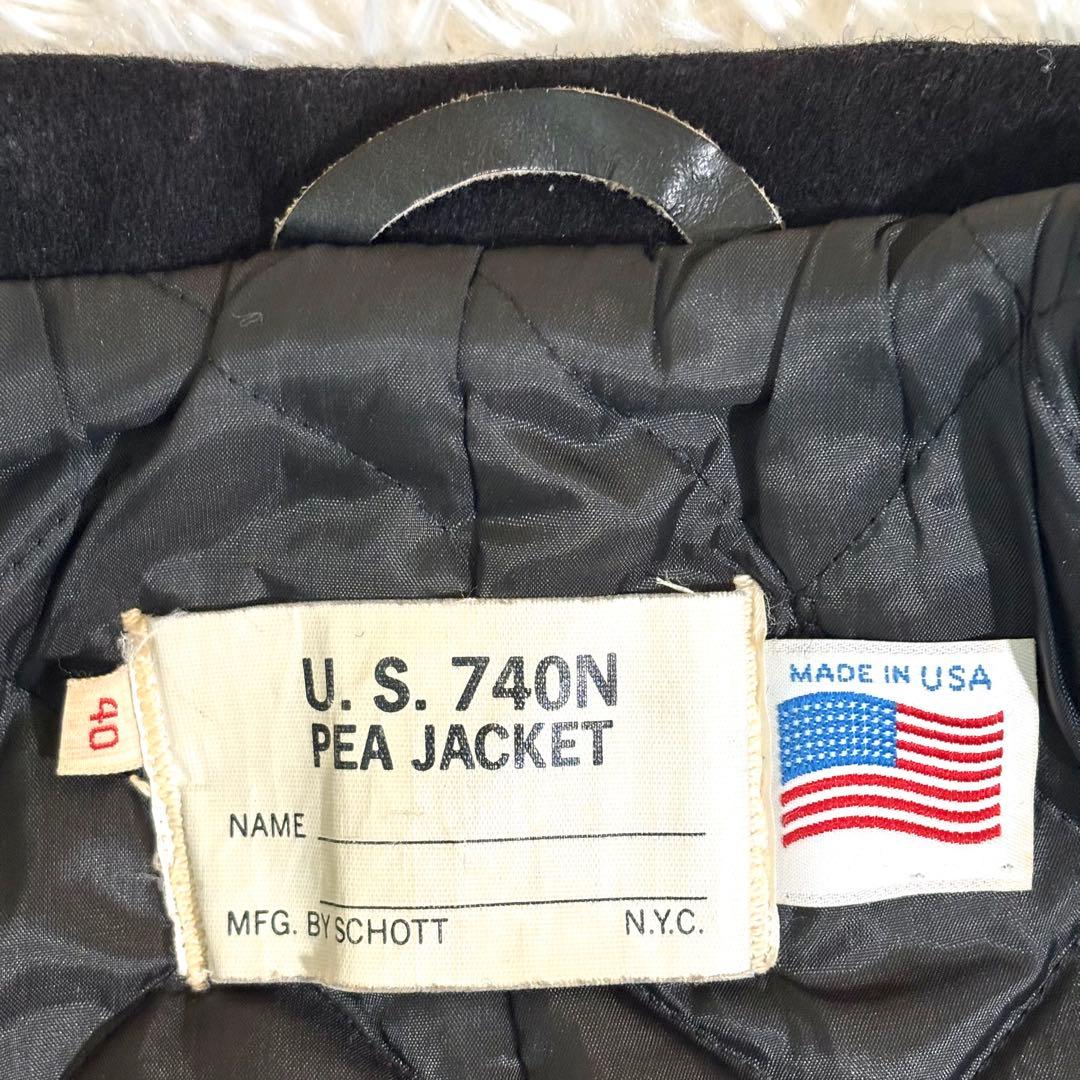 U. S. 740N
PEA JACKET
NAME
MFG. BY SCHOTT N.Y.C.
40
MADE IN USA